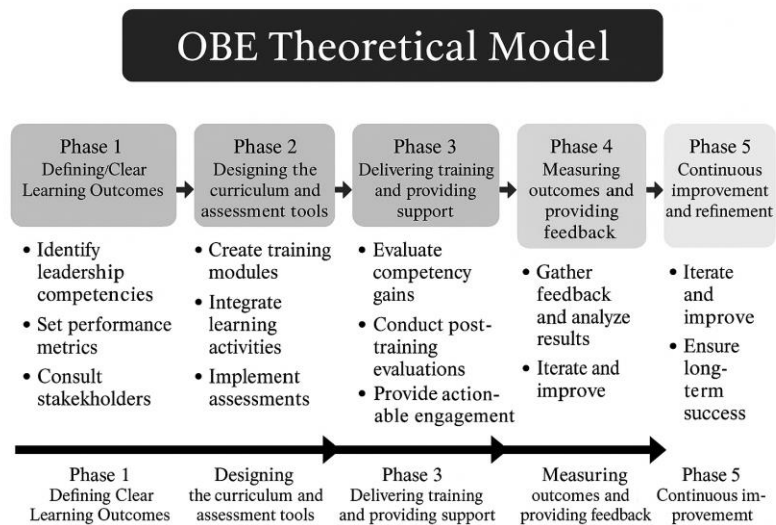 OBE Theoretical Model
Phase 1
Defining/Clear
Learning Outcomes
Phase 2
Designing the
curriculum and
assessment tools
Phase 3
Delivering training
and providing
support
Phase 4
Measuring
outcomes and
providing
feedback
Phase 5
Continuous
improvement
and refinement
• Identify
leadership
competencies
• Set performance
metrics
• Consult
stakekholders
• Create training
modules
• Integrate
learning
activities
• Implement
assessments
• Evaluate
competency
gains
• Conduct post-
training
evaluations
• Provide action-
able engagement
• Gather
feedback
and analyze
results
• Iterate and
improve
• Iterate and
improve
• Ensure
long-
term
success
Phase 1
Defining Clear
Learning Outcomes
Designing
the curriculum and
assessment tools
Phase 3
Delivering training
and providing support
Measuring
outcomes and
providing feedback
Phase 5
Continuous im-
provememt